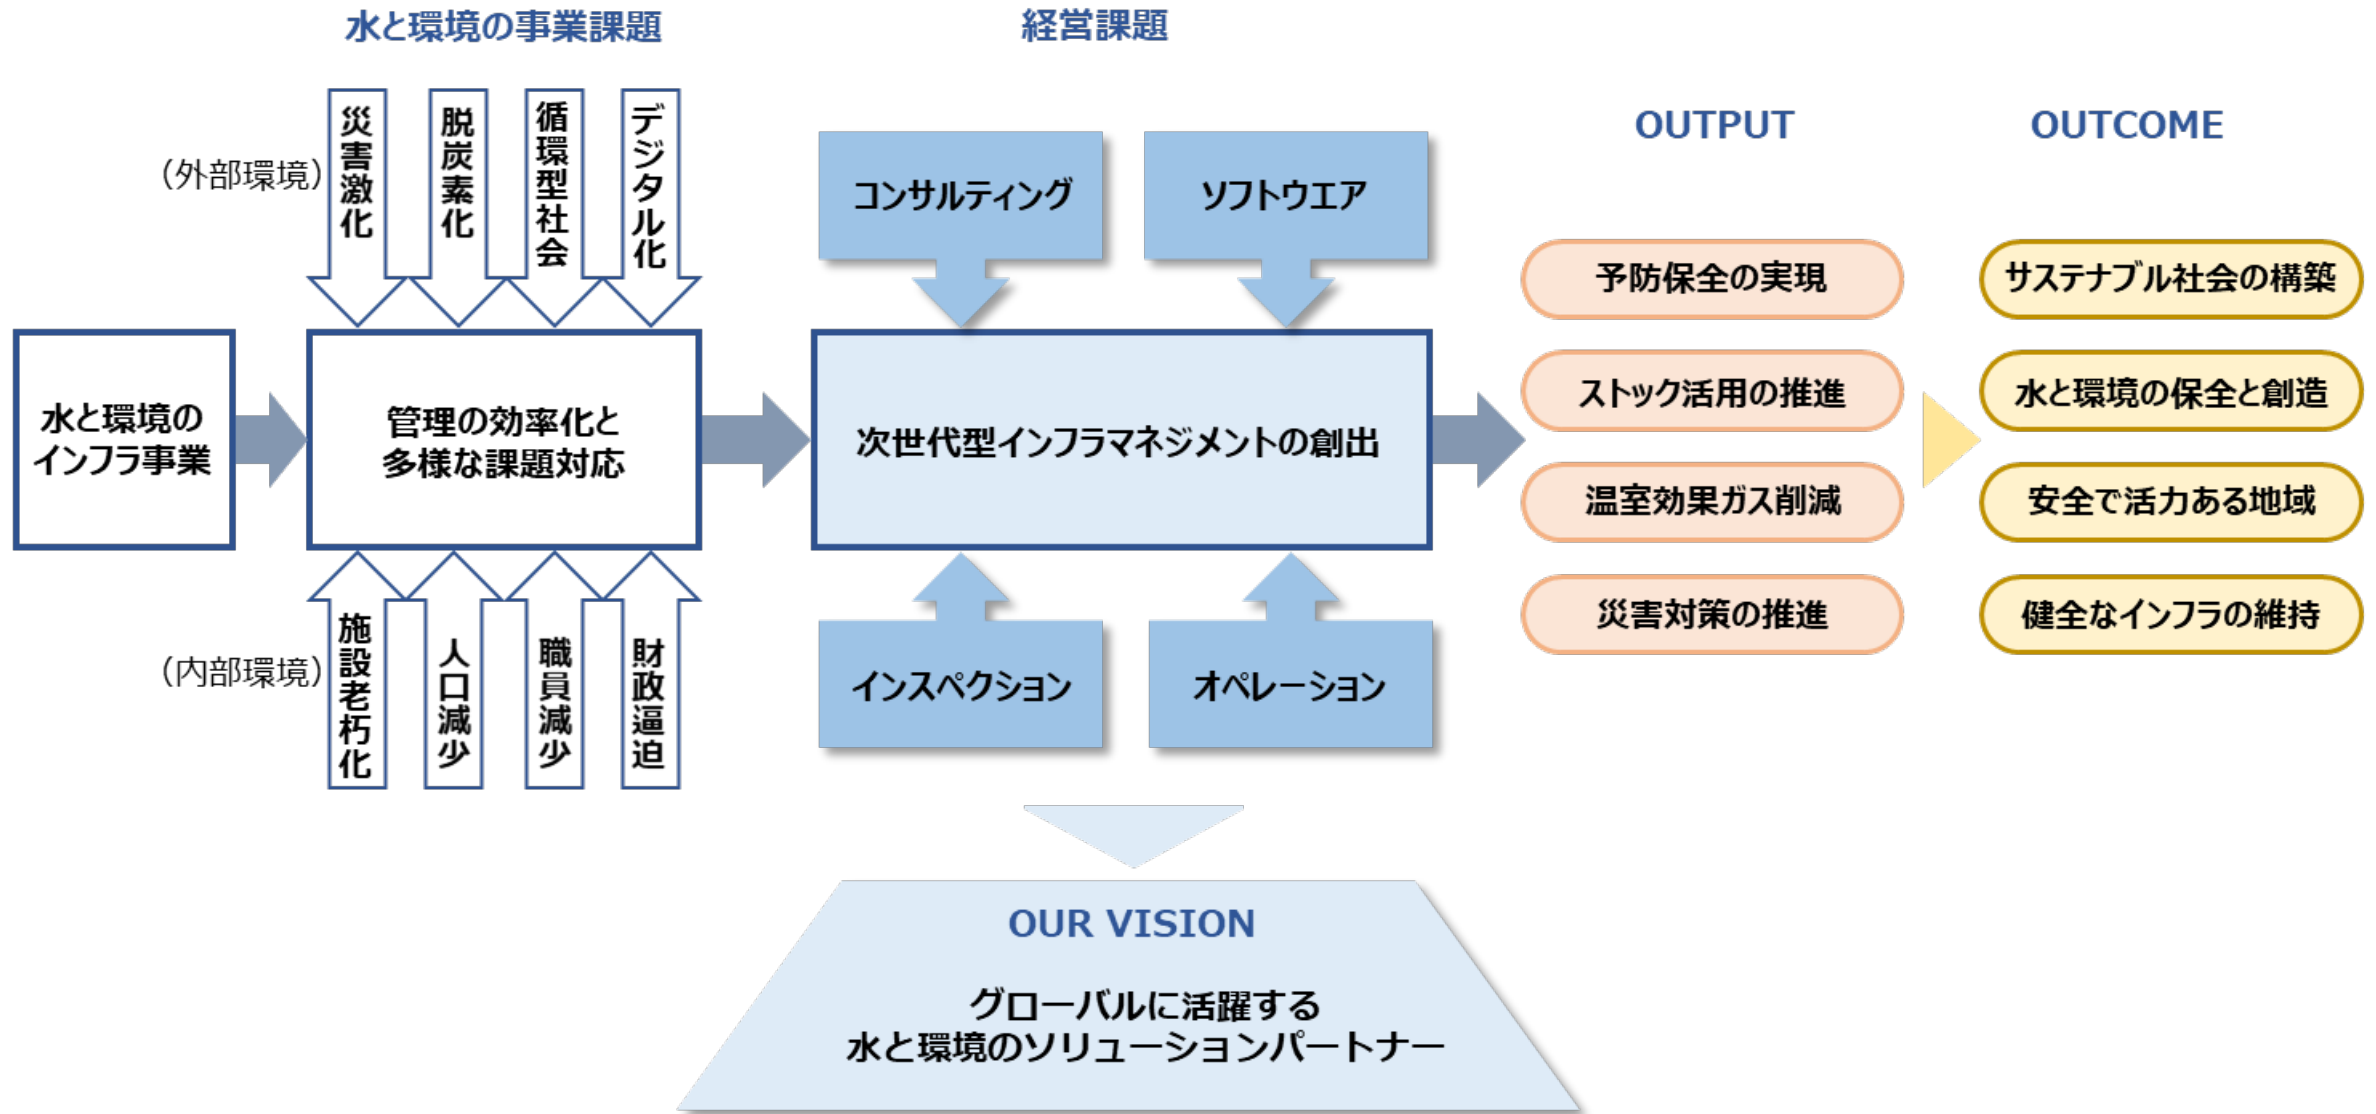 水と環境の事業課題
経営課題
OUTPUT
OUTCOME
（外部環境）
災害激化
脱炭素化
循環型社会
デジタル化
コンサルティング
ソフトウエア
水と環境の
インフラ事業
管理の効率化と
多様な課題対応
次世代型インフラマネジメントの創出
予防保全の実現
ストック活用の推進
温室効果ガス削減
災害対策の推進
サステナブル社会の構築
水と環境の保全と創造
安全で活力ある地域
健全なインフラの維持
（内部環境）
施設老朽化
人口減少
職員減少
財政逼迫
インスペクション
オペレーション
OUR VISION
グローバルに活躍する
水と環境のソリューションパートナー